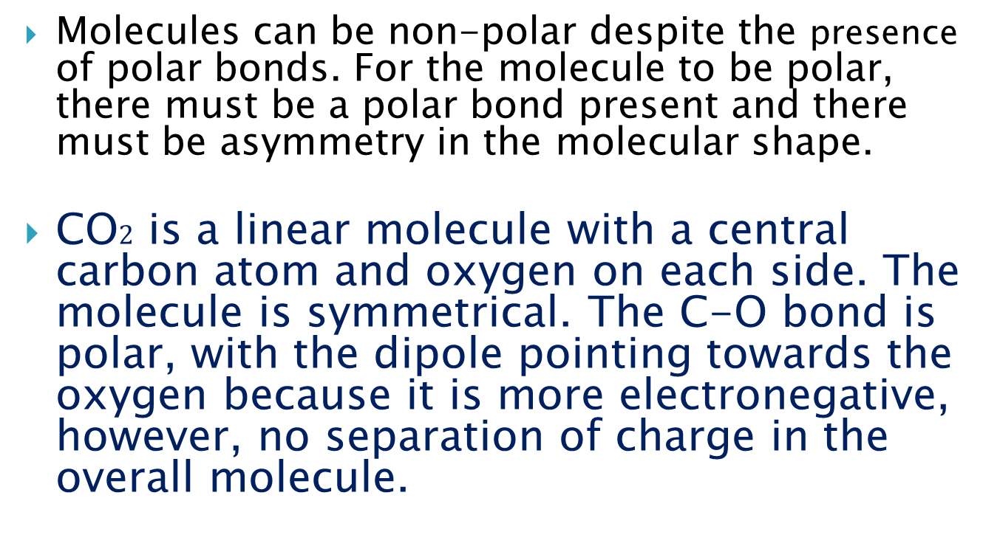 Molecules can be non-polar despite the presence
of polar bonds. For the molecule to be polar,
there must be a polar bond present and there
must be asymmetry in the molecular shape.
CO2 is a linear molecule with a central
carbon atom and oxygen on each side. The
molecule is symmetrical. The C-O bond is
polar, with the dipole pointing towards the
oxygen because it is more electronegative,
however, no separation of charge in the
overall molecule.